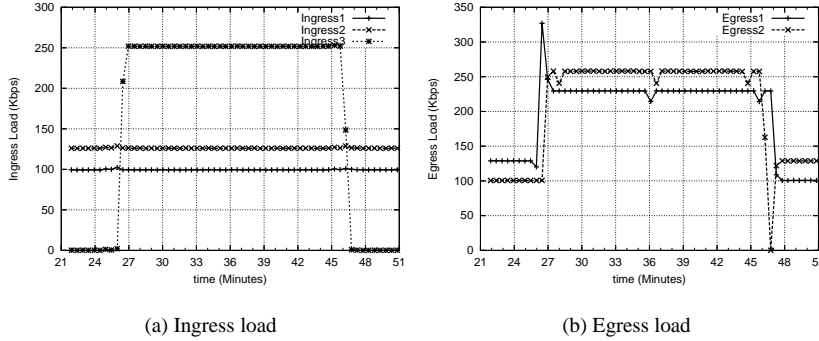 300
250
200
150
100
50
0
21 24 27 30 33 36 39 42 45 48 51
Ingress Load (Kbps)
time (Minutes)
Ingress1
Ingress2
Ingress3
(a) Ingress load
350
300
250
200
150
100
50
0
21 24 27 30 33 36 39 42 45 48 51
Egress Load (Kbps)
time (Minutes)
Egress1
Egress2
(b) Egress load